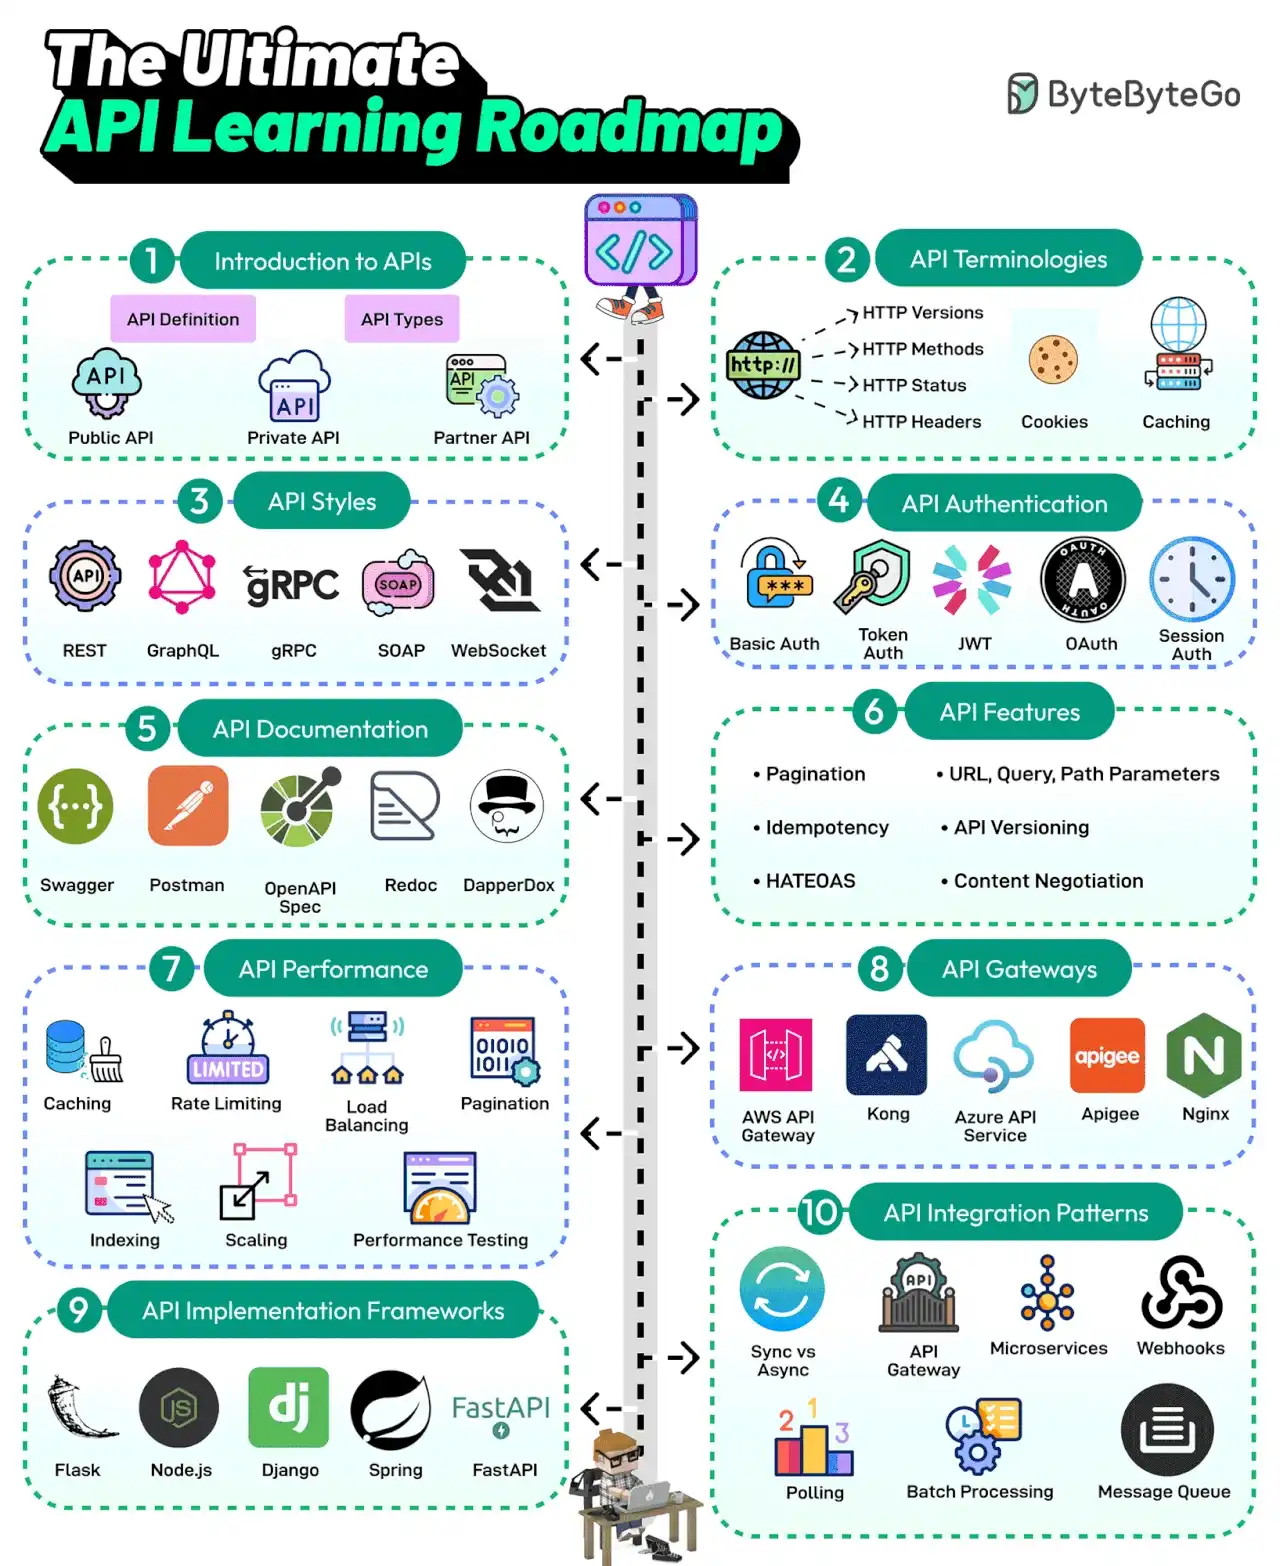 The Ultimate
API Learning Roadmap
ByteByteGo
1 Introduction to APIs
API Definition
API Types
API
API
API
Public API
Private API
Partner API
2 API Terminologies
http://
HTTP Versions
HTTP Methods
HTTP Status
HTTP Headers
Cookies
Caching
3 API Styles
API
gRPC
SOAP
REST
GraphQL
gRPC
SOAP
WebSocket
4 API Authentication
***
OAUTH
A
OAUTH
Basic Auth
Token
Auth
JWT
OAuth
Session
Auth
5 API Documentation
{...}
Swagger
Postman
OpenAPI
Spec
Redoc
DapperDox
6 API Features
• Pagination
• URL, Query, Path Parameters
• Idempotency
• API Versioning
• HATEOAS
• Content Negotiation
7 API Performance
LIMITED
01010
1011
Caching
Rate Limiting
Load
Balancing
Pagination
Indexing
Scaling
Performance Testing
8 API Gateways
</>
apigee
N
AWS API
Gateway
Kong
Azure API
Service
Apigee
Nginx
9 API Implementation Frameworks
JS
dj
FastAPI
Flask
Node.js
Django
Spring
FastAPI
10 API Integration Patterns
API
Sync vs
Async
API
Gateway
Microservices
Webhooks
2 1 3
Polling
Batch Processing
Message Queue
</>